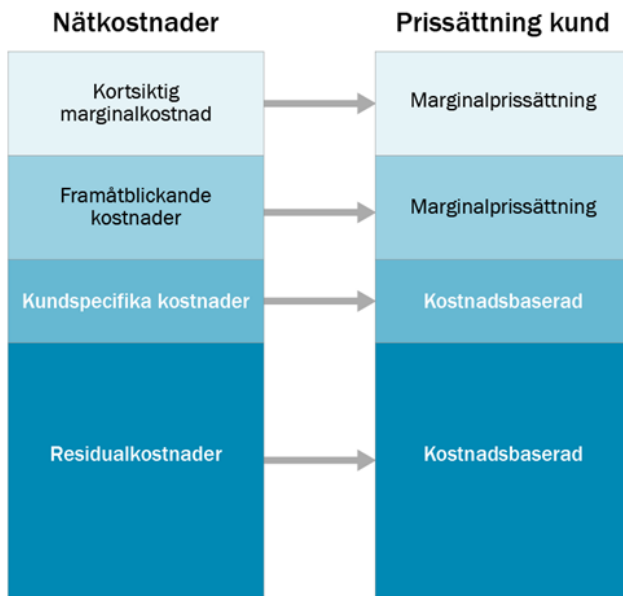 Nätkostnader
Prissättning kund
Kortsiktig
marginalkostnad
Marginalprissättning
Framåtblickande
kostnader
Marginalprissättning
Kundspecifika kostnader
Kostnadsbaserad
Residualkostnader
Kostnadsbaserad